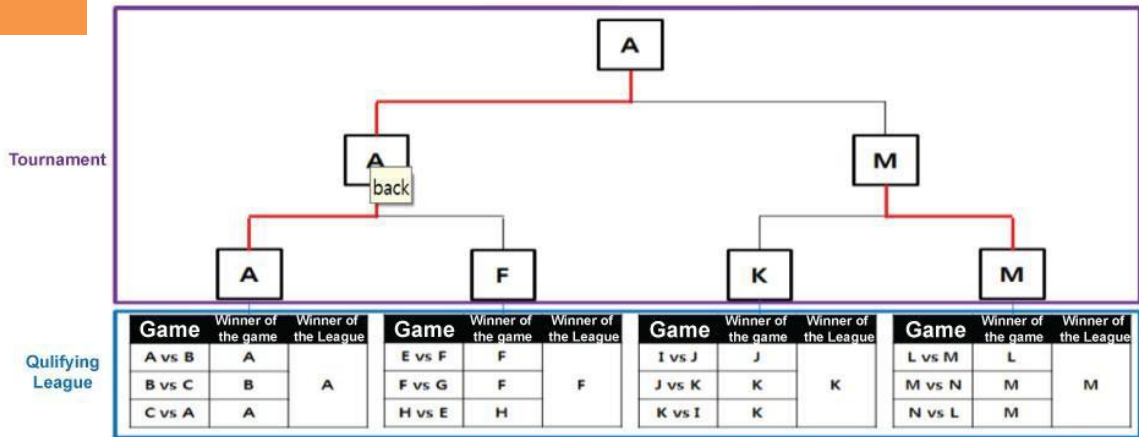 A
Tournament
A
M
back
A
F
K
M
Qulifying
League
Game
Winner of
the game
Winner of
the League
A vs B
A
B vs C
B
A
C vs A
A
Game
Winner of
the game
Winner of
the League
E vs F
F
F vs G
F
F
H vs E
H
Game
Winner of
the game
Winner of
the League
I vs J
J
J vs K
K
K
K vs I
K
Game
Winner of
the game
Winner of
the League
L vs M
L
M vs N
M
M
N vs L
M